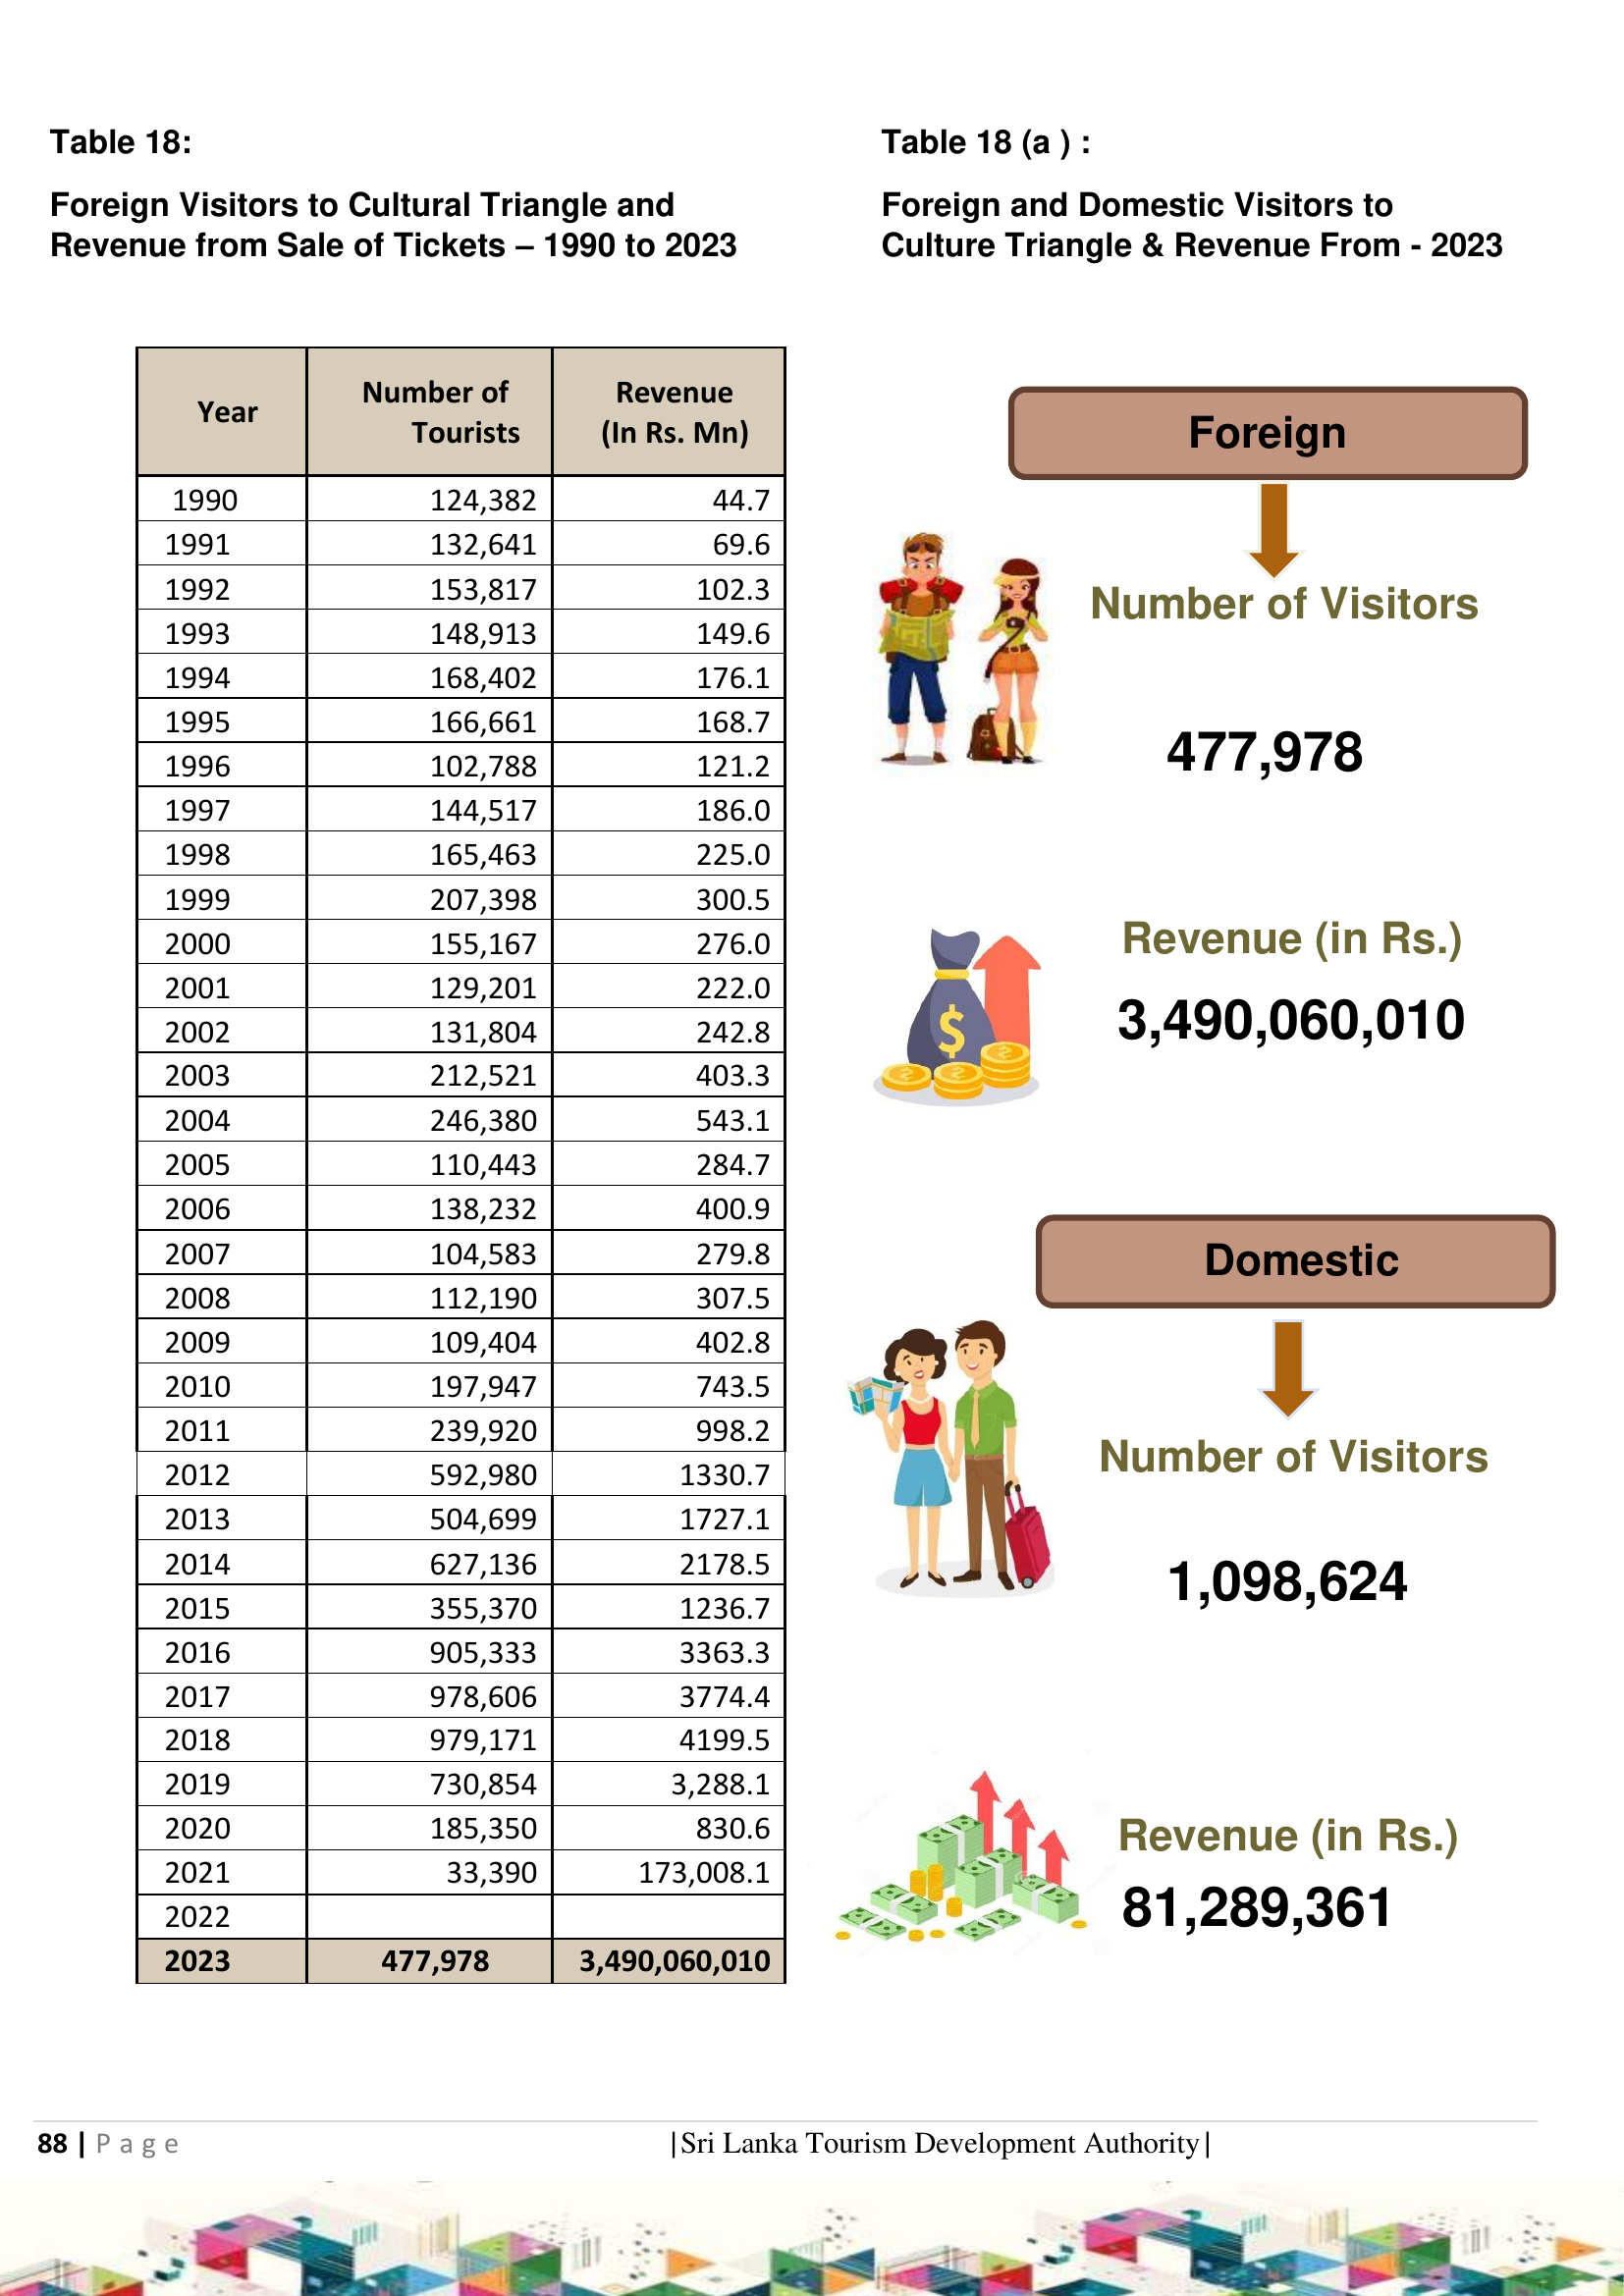 Table 18:
Foreign Visitors to Cultural Triangle and
Revenue from Sale of Tickets – 1990 to 2023
Year Number of Tourists Revenue (In Rs. Mn)
1990 124,382 44.7
1991 132,641 69.6
1992 153,817 102.3
1993 148,913 149.6
1994 168,402 176.1
1995 166,661 168.7
1996 102,788 121.2
1997 144,517 186.0
1998 165,463 225.0
1999 207,398 300.5
2000 155,167 276.0
2001 129,201 222.0
2002 131,804 242.8
2003 212,521 403.3
2004 246,380 543.1
2005 110,443 284.7
2006 138,232 400.9
2007 104,583 279.8
2008 112,190 307.5
2009 109,404 402.8
2010 197,947 743.5
2011 239,920 998.2
2012 592,980 1330.7
2013 504,699 1727.1
2014 627,136 2178.5
2015 355,370 1236.7
2016 905,333 3363.3
2017 978,606 3774.4
2018 979,171 4199.5
2019 730,854 3,288.1
2020 185,350 830.6
2021 33,390 173,008.1
2022
2023 477,978 3,490,060,010
Table 18 (a ) :
Foreign and Domestic Visitors to
Culture Triangle & Revenue From - 2023
Foreign
Number of Visitors
477,978
Revenue (in Rs.)
3,490,060,010
Domestic
Number of Visitors
1,098,624
Revenue (in Rs.)
81,289,361
88 | Page
|Sri Lanka Tourism Development Authority|